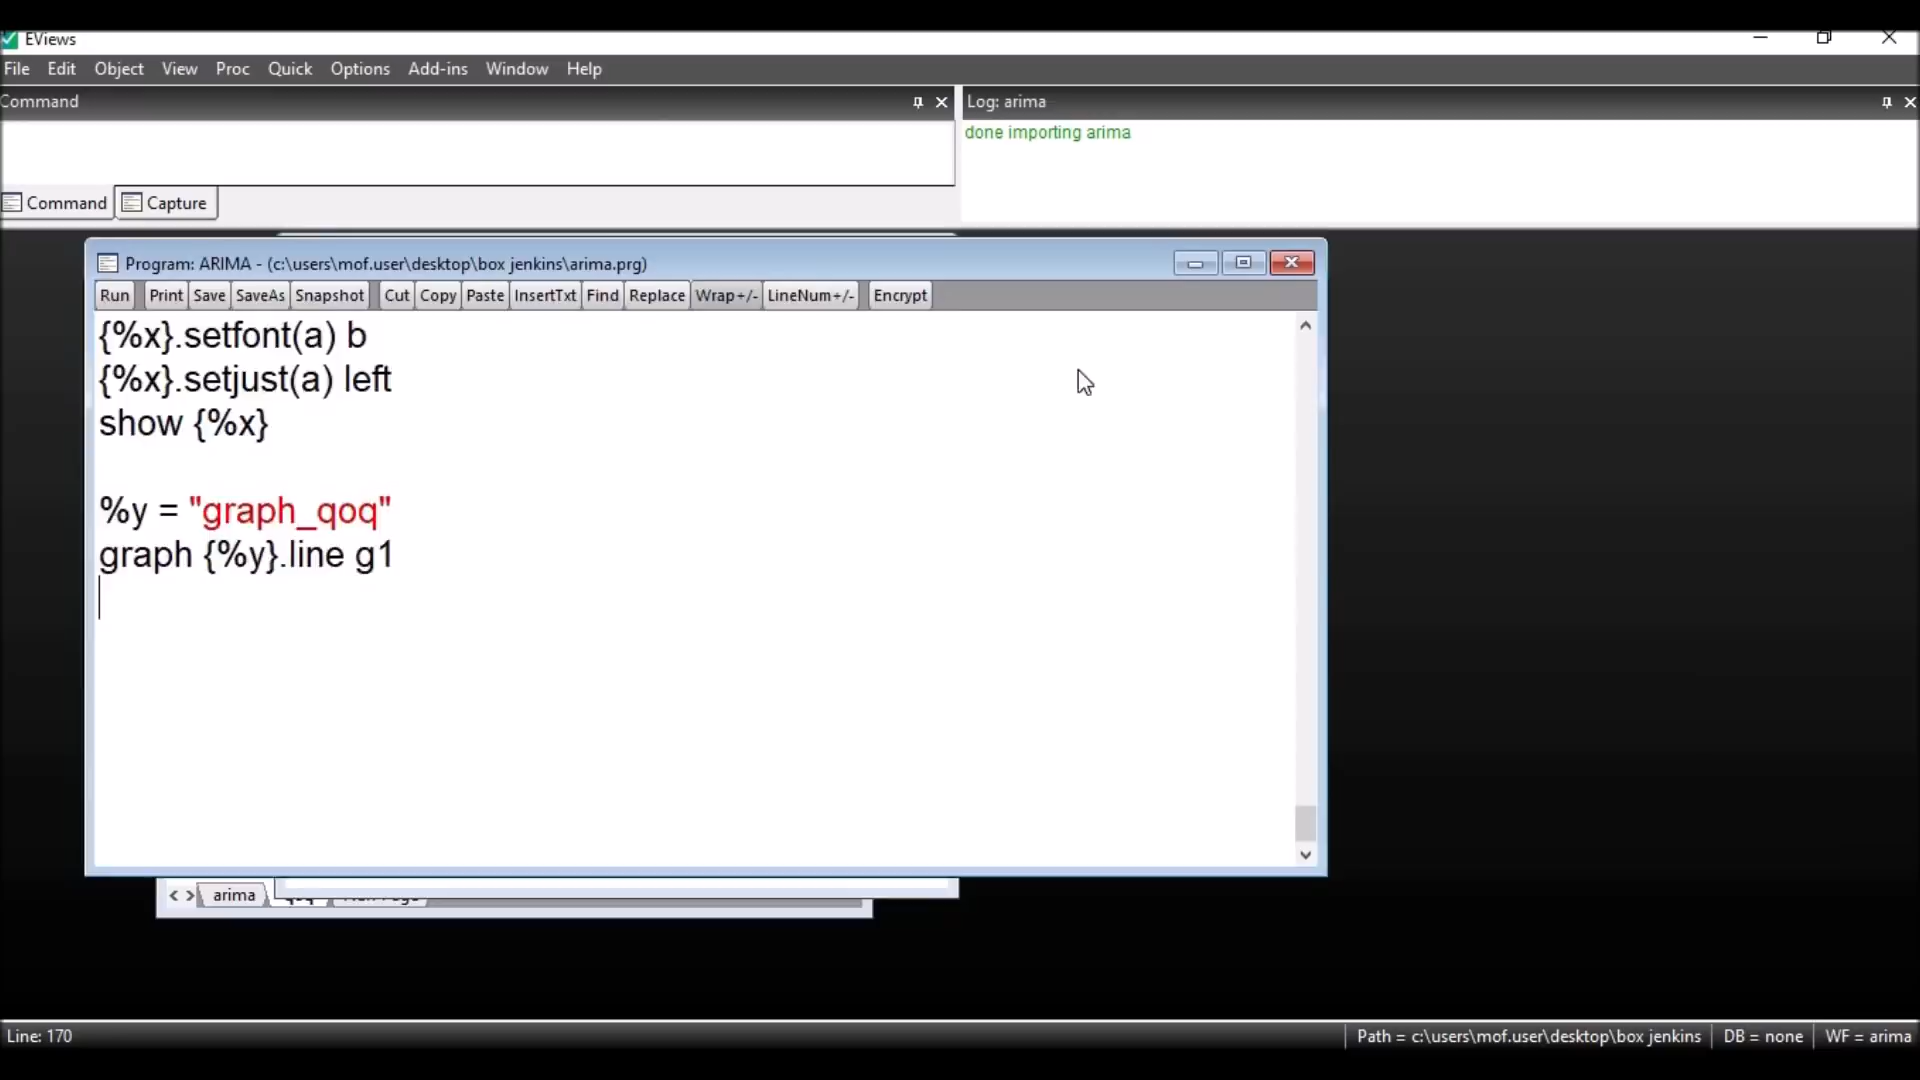 EViews
File Edit Object View Proc Quick Options Add-ins Window Help
Command
Log: arima
done importing arima
Command Capture
Program: ARIMA - (c:\users\mof.user\desktop\box jenkins\arima.prg)
Run Print Save SaveAs Snapshot Cut Copy Paste InsertTxt Find Replace Wrap+/- LineNum+/- Encrypt
{%x}.setfont(a) b
{%x}.setjust(a) left
show {%x}
%y = "graph_qoq"
graph {%y}.line g1
arima
Line: 170
Path = c:\users\mof.user\desktop\box jenkins DB = none WF = arima